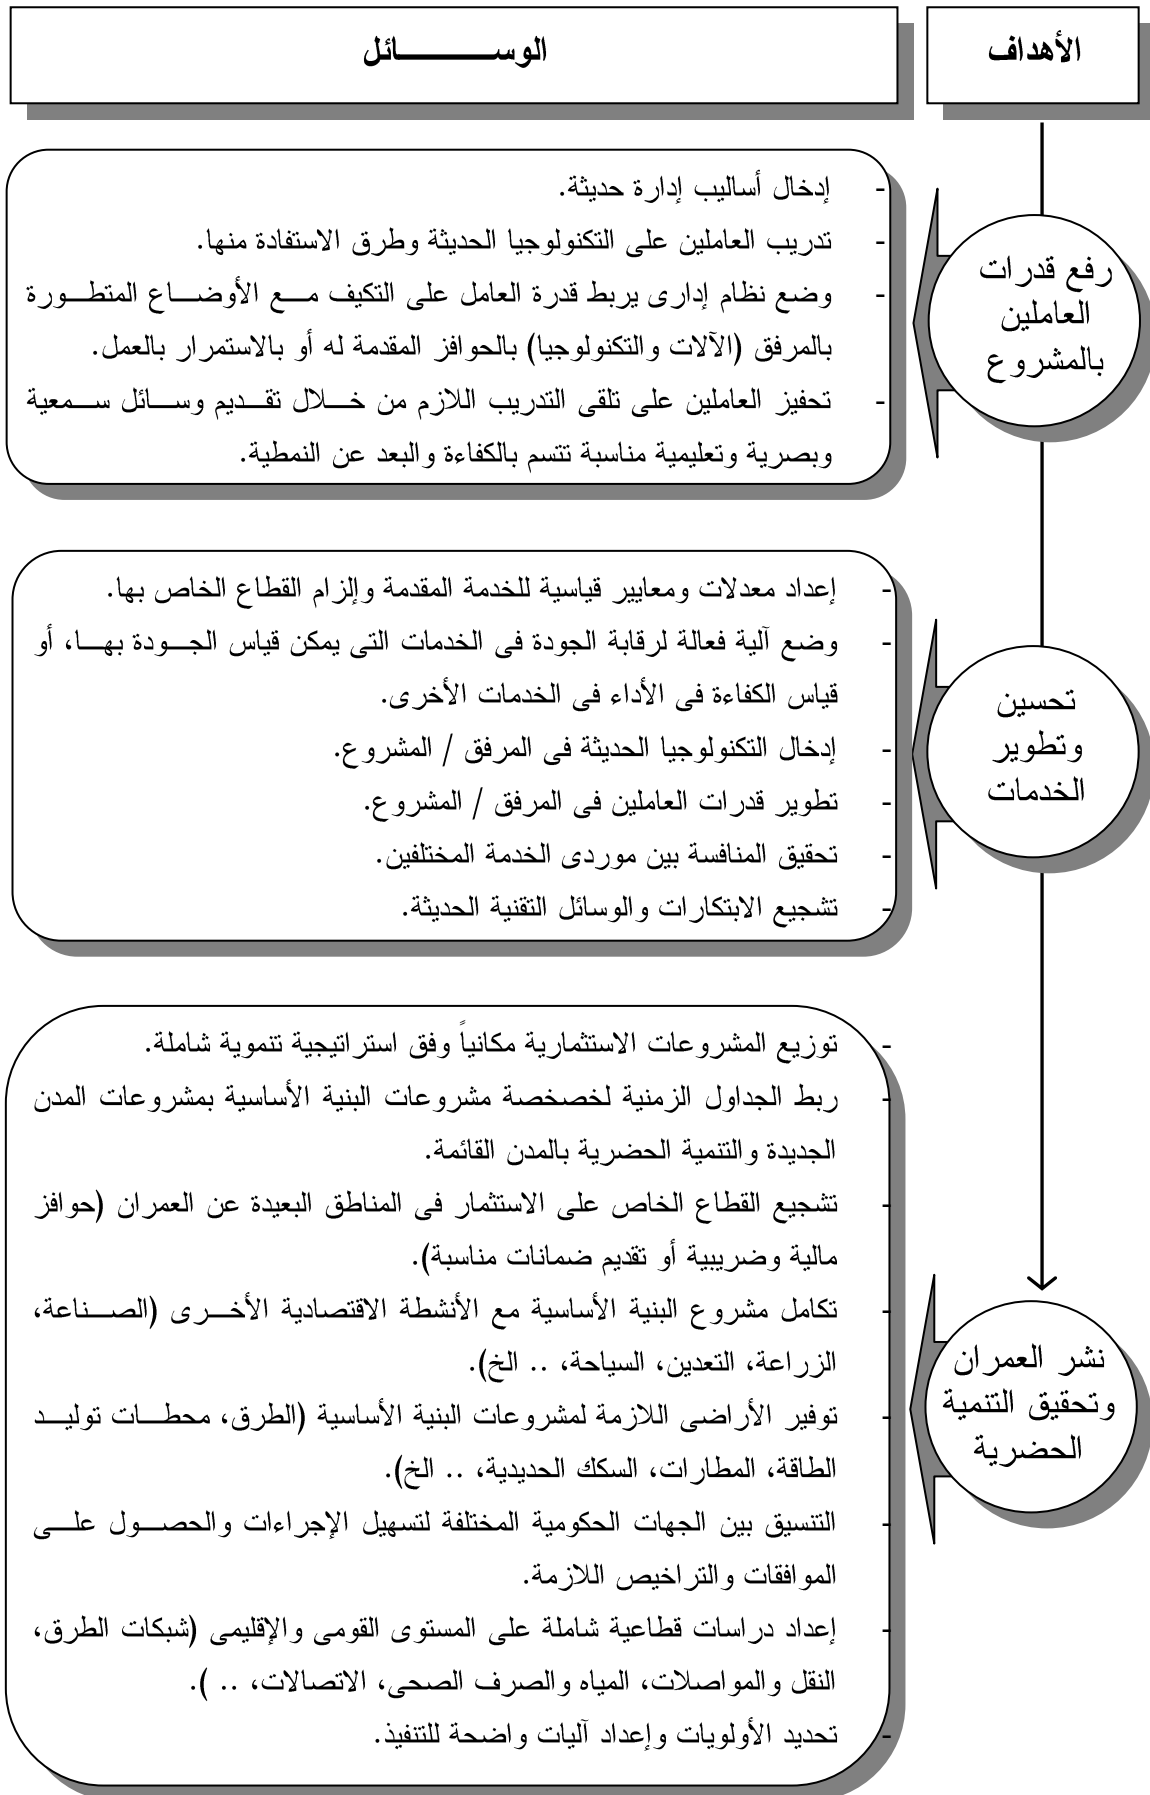 الأهداف
الوســـــــــائل
رفع قدرات
العاملين
بالمشروع
- إدخال أساليب إدارة حديثة.
- تدريب العاملين على التكنولوجيا الحديثة وطرق الاستفادة منها.
- وضع نظام إدارى يربط قدرة العامل على التكيف مـــع الأوضـــاع المتطـــورة
بالمرفق (الآلات والتكنولوجيا) بالحوافز المقدمة له أو بالاستمرار بالعمل.
- تحفيز العاملين على تلقى التدريب اللازم من خـــلال تقـــديم وســـائل ســـمعية
وبصرية وتعليمية مناسبة تتسم بالكفاءة والبعد عن النمطية.
تحسين
وتطوير
الخدمات
- إعداد معدلات ومعايير قياسية للخدمة المقدمة وإلزام القطاع الخاص بها.
- وضع آلية فعالة لرقابة الجودة فى الخدمات التى يمكن قياس الجـــودة بهـــا، أو
قياس الكفاءة فى الأداء فى الخدمات الأخرى.
- إدخال التكنولوجيا الحديثة فى المرفق / المشروع.
- تطوير قدرات العاملين فى المرفق / المشروع.
- تحقيق المنافسة بين موردى الخدمة المختلفين.
- تشجيع الابتكارات والوسائل التقنية الحديثة.
نشر العمران
وتحقيق التنمية
الحضرية
- توزيع المشروعات الاستثمارية مكانياً وفق استراتيجية تنموية شاملة.
- ربط الجداول الزمنية لخصخصة مشروعات البنية الأساسية بمشروعات المدن
الجديدة والتنمية الحضرية بالمدن القائمة.
- تشجيع القطاع الخاص على الاستثمار فى المناطق البعيدة عن العمران (حوافز
مالية وضريبية أو تقديم ضمانات مناسبة).
- تكامل مشروع البنية الأساسية مع الأنشطة الاقتصادية الأخـــرى (الصـــناعة،
الزراعة، التعدين، السياحة، .. الخ).
- توفير الأراضى اللازمة لمشروعات البنية الأساسية (الطرق، محطـــات توليـــد
الطاقة، المطارات، السكك الحديدية، .. الخ).
- التنسيق بين الجهات الحكومية المختلفة لتسهيل الإجراءات والحصـــول علـــى
الموافقات والتراخيص اللازمة.
- إعداد دراسات قطاعية شاملة على المستوى القومى والإقليمى (شبكات الطرق،
النقل والمواصلات، المياه والصرف الصحى، الاتصالات، .. ).
- تحديد الأولويات وإعداد آليات واضحة للتنفيذ.